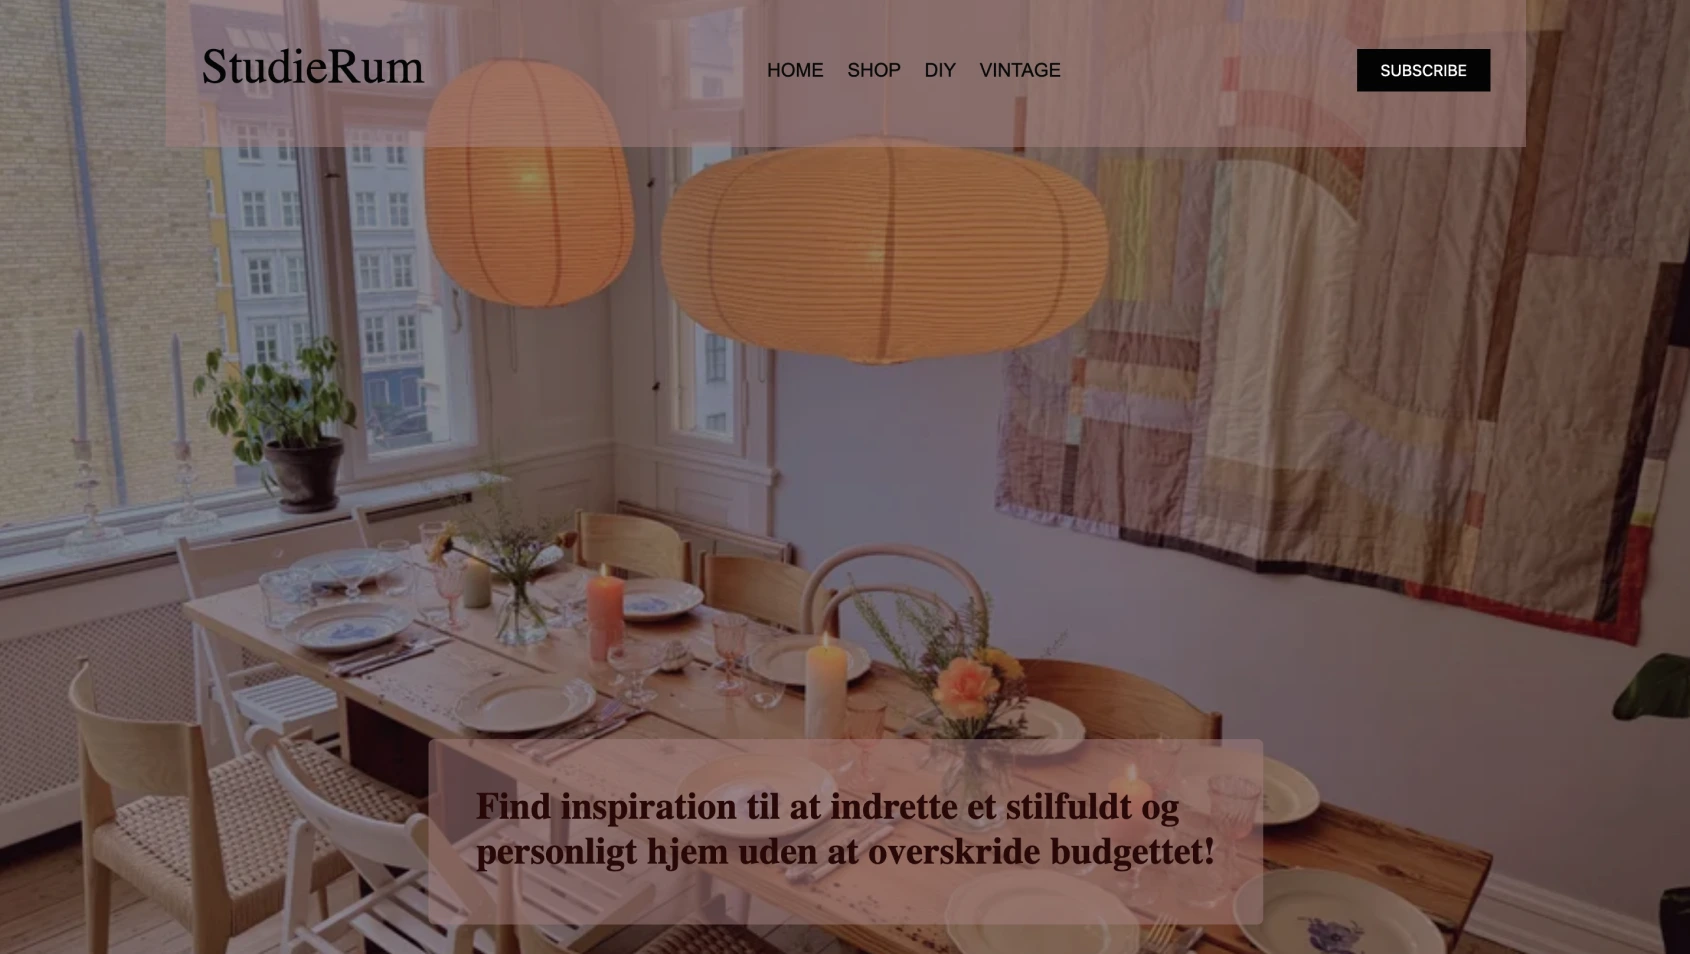 StudieRum
HOME SHOP DIY VINTAGE
SUBSCRIBE
Find inspiration til at indrette et stilfuldt og
personligt hjem uden at overskride budgettet!